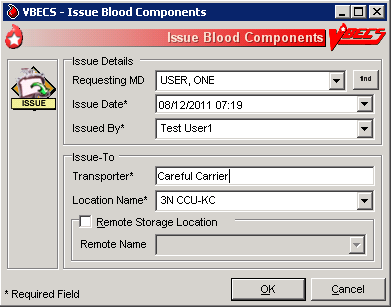 VBECS - Issue Blood Components
Issue Blood Components VBECS
Issue Details
Requesting MD USER, ONE
Issue Date* 08/12/2011 07:19
Issued By* Test User1
ISSUE
Issue-To
Transporter* Careful Carrier
Location Name* 3N CCU-KC
Remote Storage Location
Remote Name
* Required Field OK Cancel